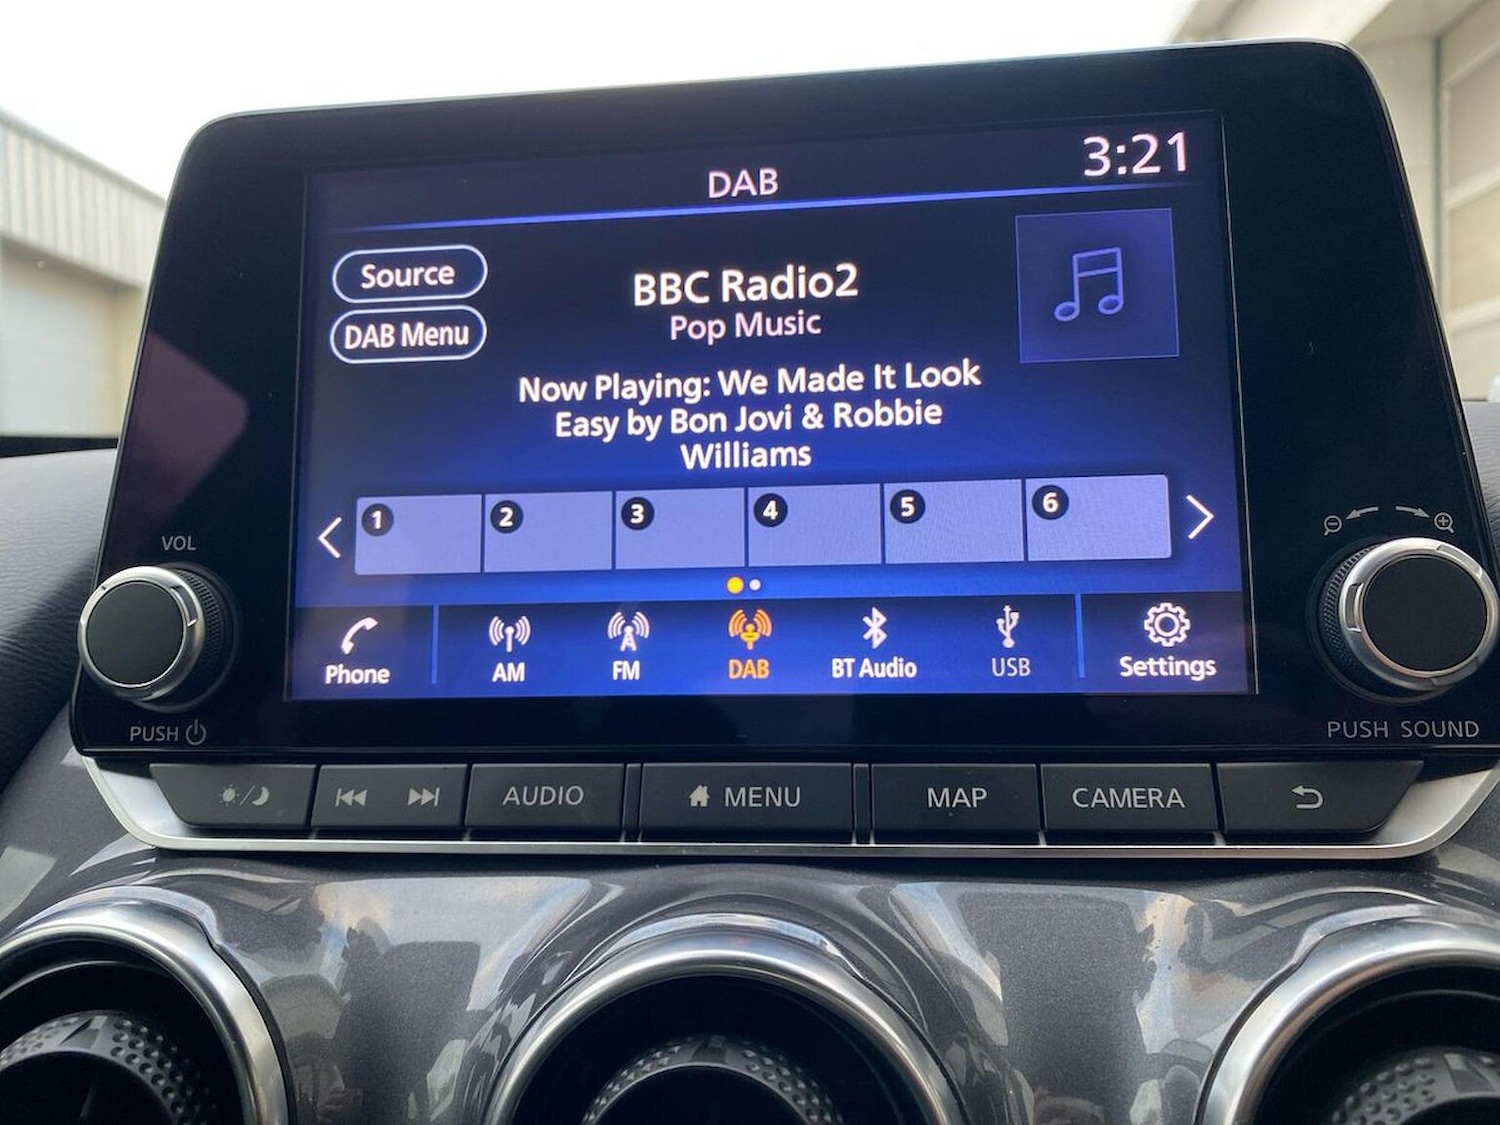 DAB
3:21
Source
BBC Radio2
DAB Menu
Pop Music
Now Playing: We Made It Look
Easy by Bon Jovi & Robbie
Williams
1 2 3 4 5 6
Phone AM FM DAB BT Audio USB Settings
VOL
PUSH
PUSH SOUND
AUDIO MENU MAP CAMERA